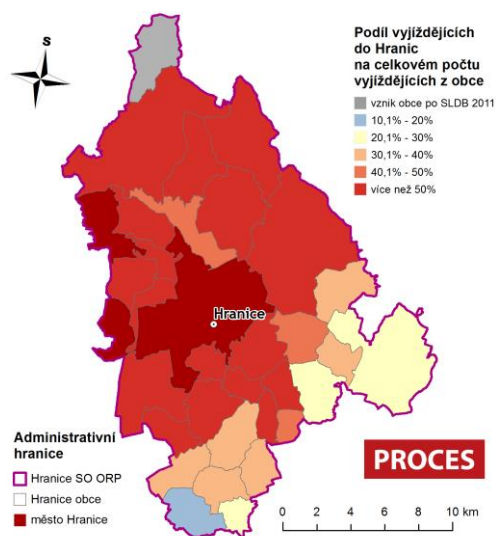 S
Podíl vyjíždějících
do Hranic
na celkovém počtu
vyjíždějících z obce
vznik obce po SLDB 2011
10,1% - 20%
20,1% - 30%
30,1% - 40%
40,1% - 50%
více než 50%
Hranice
Administrativní
hranice
Hranice SO ORP
Hranice obce
město Hranice
PROCES
0 2 4 6 8 10 km